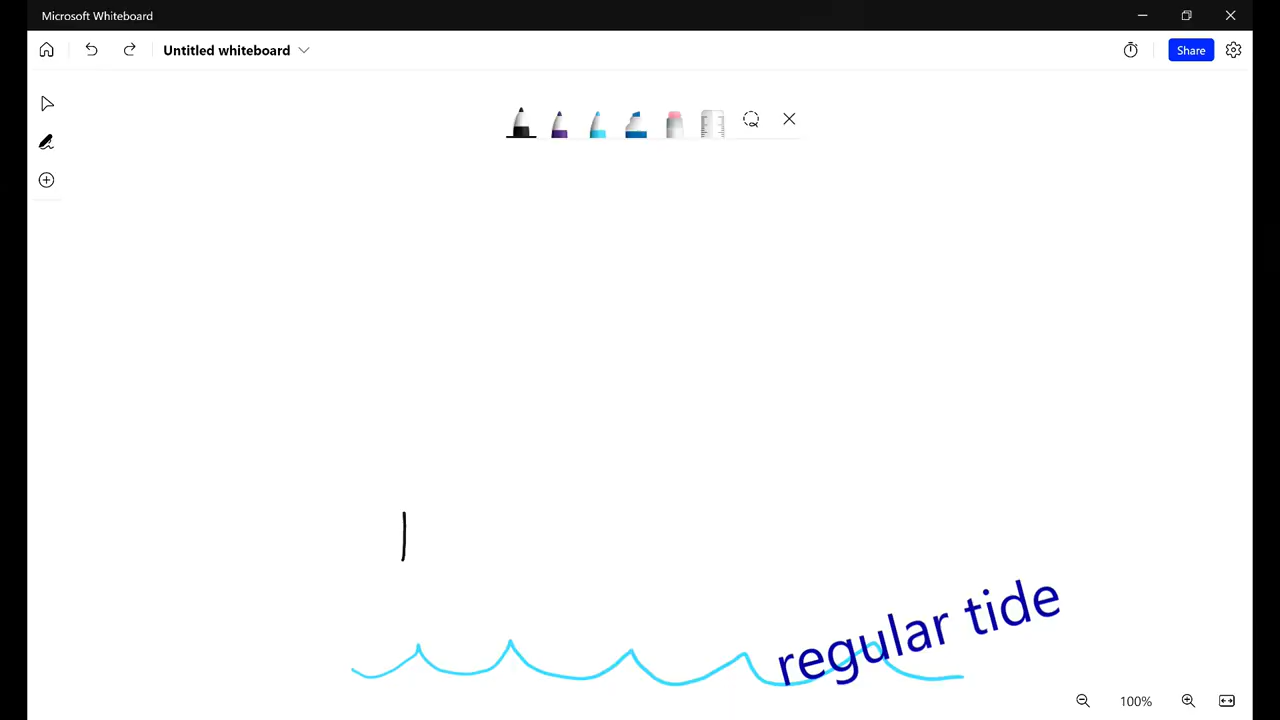 Microsoft Whiteboard
Untitled whiteboard
Share
regular tide
100%